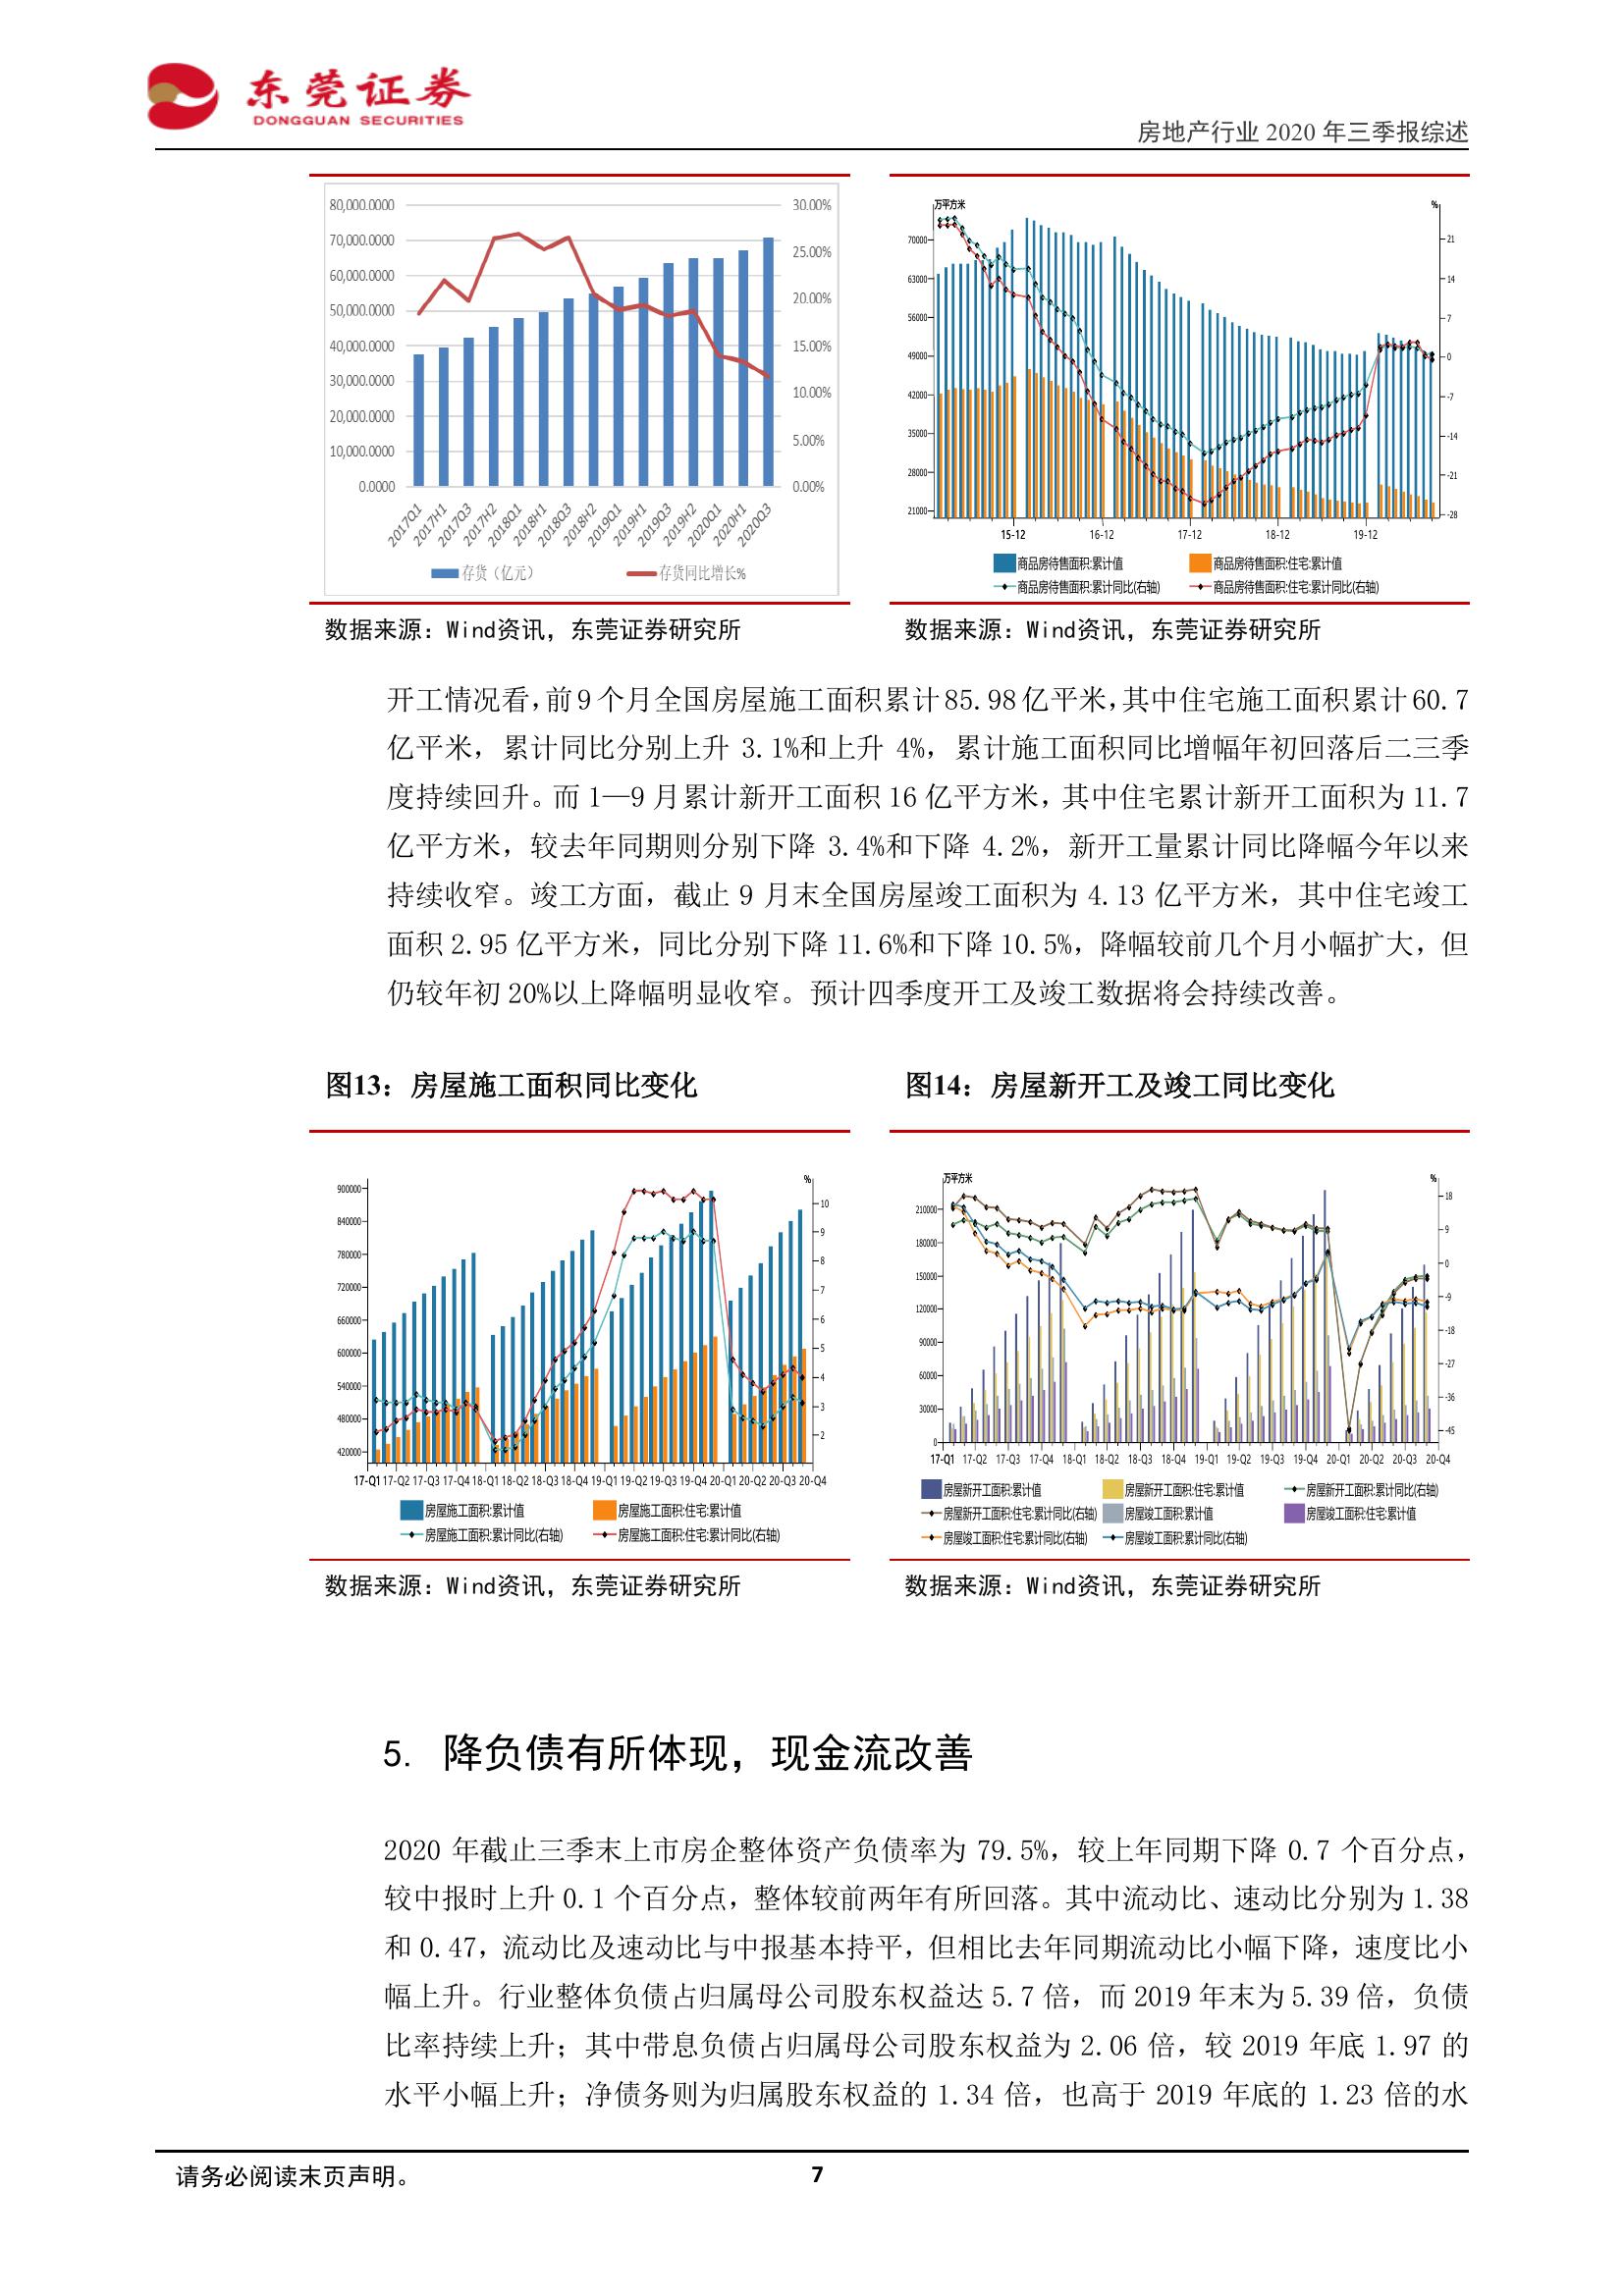 东莞证券
DONGGUAN SECURITIES
房地产行业 2020 年三季报综述
80,000.0000
70,000.0000
60,000.0000
50,000.0000
40,000.0000
30,000.0000
20,000.0000
10,000.0000
0.0000
30.00%
25.00%
20.00%
15.00%
10.00%
5.00%
0.00%
2017Q1 2017H1 2017Q3 2017H2 2018Q1 2018H1 2018Q3 2018H2 2019Q1 2019H1 2019Q3 2019H2 2020Q1 2020H1 2020Q3
存货（亿元） 存货同比增长%
万平方米 %
70000
63000
56000
49000
42000
35000
28000
21000
21
14
7
0
-7
-14
-21
-28
15-12 16-12 17-12 18-12 19-12
商品房待售面积:累计值 商品房待售面积:住宅:累计值
商品房待售面积:累计同比(右轴) 商品房待售面积:住宅:累计同比(右轴)
数据来源：Wind资讯，东莞证券研究所
数据来源：Wind资讯，东莞证券研究所
开工情况看，前9个月全国房屋施工面积累计85.98亿平米，其中住宅施工面积累计60.7
亿平米，累计同比分别上升 3.1%和上升 4%，累计施工面积同比增幅年初回落后二三季
度持续回升。而 1—9 月累计新开工面积 16 亿平方米，其中住宅累计新开工面积为 11.7
亿平方米，较去年同期则分别下降 3.4%和下降 4.2%，新开工量累计同比降幅今年以来
持续收窄。竣工方面，截止 9 月末全国房屋竣工面积为 4.13 亿平方米，其中住宅竣工
面积 2.95 亿平方米，同比分别下降 11.6%和下降 10.5%，降幅较前几个月小幅扩大，但
仍较年初 20%以上降幅明显收窄。预计四季度开工及竣工数据将会持续改善。
图13：房屋施工面积同比变化
图14：房屋新开工及竣工同比变化
%
900000
840000
780000
720000
660000
600000
540000
480000
420000
10
9
8
7
6
5
4
3
2
17-Q1 17-Q2 17-Q3 17-Q4 18-Q1 18-Q2 18-Q3 18-Q4 19-Q1 19-Q2 19-Q3 19-Q4 20-Q1 20-Q2 20-Q3 20-Q4
房屋施工面积:累计值 房屋施工面积:住宅:累计值
房屋施工面积:累计同比(右轴) 房屋施工面积:住宅:累计同比(右轴)
万平方米 %
210000
180000
150000
120000
90000
60000
30000
0
18
9
0
-9
-18
-27
-36
-45
17-Q1 17-Q2 17-Q3 17-Q4 18-Q1 18-Q2 18-Q3 18-Q4 19-Q1 19-Q2 19-Q3 19-Q4 20-Q1 20-Q2 20-Q3 20-Q4
房屋新开工面积:累计值 房屋新开工面积:住宅:累计值 房屋新开工面积:累计同比(右轴)
房屋新开工面积:住宅:累计同比(右轴) 房屋竣工面积:累计值 房屋竣工面积:住宅:累计值
房屋竣工面积:住宅:累计同比(右轴) 房屋竣工面积:累计同比(右轴)
数据来源：Wind资讯，东莞证券研究所
数据来源：Wind资讯，东莞证券研究所
5. 降负债有所体现，现金流改善
2020 年截止三季末上市房企整体资产负债率为 79.5%，较上年同期下降 0.7 个百分点，
较中报时上升 0.1 个百分点，整体较前两年有所回落。其中流动比、速动比分别为 1.38
和 0.47，流动比及速动比与中报基本持平，但相比去年同期流动比小幅下降，速度比小
幅上升。行业整体负债占归属母公司股东权益达 5.7 倍，而 2019 年末为 5.39 倍，负债
比率持续上升；其中带息负债占归属母公司股东权益为 2.06 倍，较 2019 年底 1.97 的
水平小幅上升；净债务则为归属股东权益的 1.34 倍，也高于 2019 年底的 1.23 倍的水
请务必阅读末页声明。
7